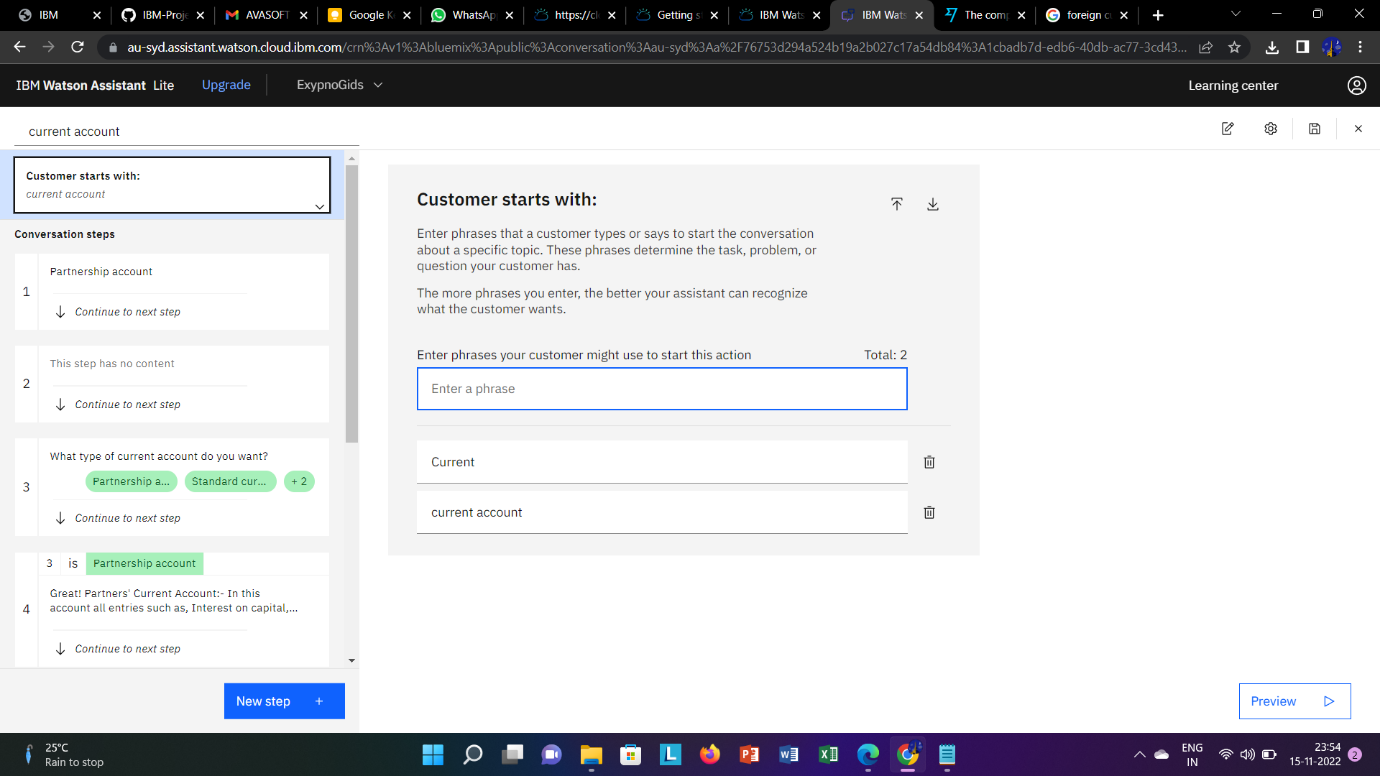 IBM
IBM-Proje
AVASOFT
Google K
WhatsAp
https://cl
Getting s
IBM Wats
IBM Wats
The comp
foreign c
au-syd.assistant.watson.cloud.ibm.com/crn%3Av1%3Abluemix%3Apublic%3Aconversation%3Aau-syd%3Aa%2F76753d294a524b19a2b027c17a54db84%3A1cbadb7d-edb6-40db-ac77-3cd43...
IBM Watson Assistant Lite
Upgrade
ExypnoGids
Learning center
current account
Customer starts with:
current account
Conversation steps
1
Partnership account
Continue to next step
2
This step has no content
Continue to next step
3
What type of current account do you want?
Partnership a...
Standard cur...
+ 2
Continue to next step
3 is Partnership account
4
Great! Partners' Current Account:- In this
account all entries such as, Interest on capital,...
Continue to next step
New step +
Customer starts with:
Enter phrases that a customer types or says to start the conversation
about a specific topic. These phrases determine the task, problem, or
question your customer has.
The more phrases you enter, the better your assistant can recognize
what the customer wants.
Enter phrases your customer might use to start this action
Total: 2
Enter a phrase
Current
current account
Preview
25°C
Rain to stop
ENG
IN
23:54
15-11-2022
2